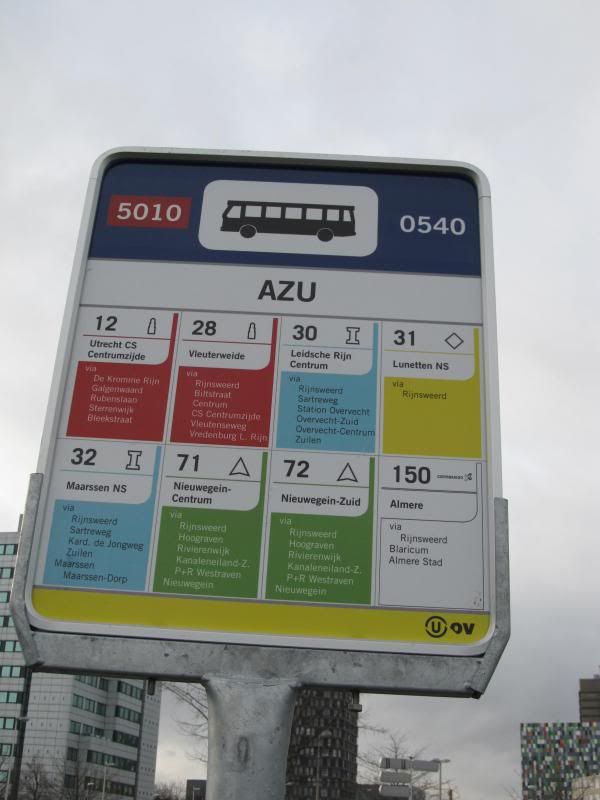 5010
0540
AZU
12
Utrecht CS
Centrumzijde
via
De Kromme Rijn
Galgenwaard
Rubenslaan
Sterrenwijk
Bleekstraat
28
Vleuterweide
via
Rijnsweerd
Biltstraat
Centrum
CS Centrumzijde
Vleutenseweg
Vredenburg L. Rijn
30
Leidsche Rijn
Centrum
via
Rijnsweerd
Sartreweg
Station Overvecht
Overvecht-Zuid
Overvecht-Centrum
Zuilen
31
Lunetten NS
via
Rijnsweerd
32
Maarssen NS
via
Rijnsweerd
Sartreweg
Kard. de Jongweg
Zuilen
Maarssen
Maarssen-Dorp
71
Nieuwegein-
Centrum
via
Rijnsweerd
Hoograven
Rivierenwijk
Kanaleneiland-Z.
P+R Westraven
Nieuwegein
72
Nieuwegein-Zuid
via
Rijnsweerd
Hoograven
Rivierenwijk
Kanaleneiland-Z.
P+R Westraven
Nieuwegein
150
Almere
via
Rijnsweerd
Blaricum
Almere Stad
U OV